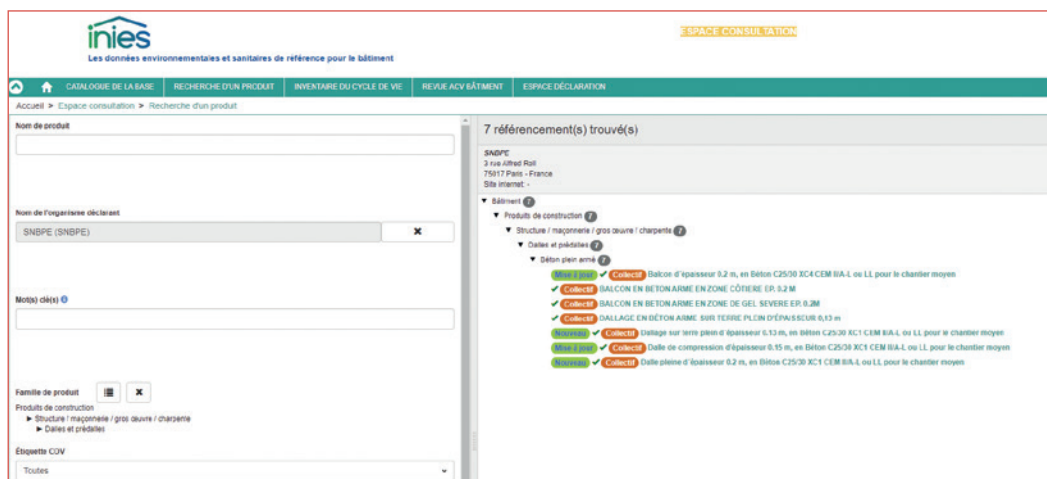 inies
Les données environnementales et sanitaires de référence pour le bâtiment
ESPACE CONSULTATION
CATALOGUE DE LA BASE
RECHERCHE D'UN PRODUIT
INVENTAIRE DU CYCLE DE VIE
REVUE ACV BÂTIMENT
ESPACE DÉCLARATION
Accueil > Espace consultation > Recherche d'un produit
Nom de produit
Nom de l'organisme déclarant
SNBPE (SNBPE)
Mot(s) clé(s)
Famille de produit
Produits de construction
Structure / maçonnerie / gros œuvre / charpente
Dalles et prédalles
Étiquette COV
Toutes
7 référencement(s) trouvé(s)
SNBPE
3 rue Alfred Roll
75017 Paris - France
Site internet: -
Bâtiment 7
Produits de construction 7
Structure / maçonnerie / gros œuvre / charpente 7
Dalles et prédalles 7
Béton plein armé 7
Mise à jour Collectif Balcon d'épaisseur 0.2 m, en Béton C25/30 XC4 CEM II/A-L ou LL pour le chantier moyen
Collectif BALCON EN BETON ARME EN ZONE CÔTIERE EP. 0.2 M
Collectif BALCON EN BETON ARME EN ZONE DE GEL SEVERE EP. 0.2M
Collectif DALLAGE EN BÉTON ARME SUR TERRE PLEIN D'ÉPAISSEUR 0,13 m
Nouveau Collectif Dallage sur terre plein d'épaisseur 0.13 m, en Béton C25/30 XC1 CEM II/A-L ou LL pour le chantier moyen
Mise à jour Collectif Dalle de compression d'épaisseur 0.15 m, en Béton C25/30 XC1 CEM II/A-L ou LL pour le chantier moyen
Nouveau Collectif Dalle pleine d'épaisseur 0.2 m, en Béton C25/30 XC1 CEM II/A-L ou LL pour le chantier moyen